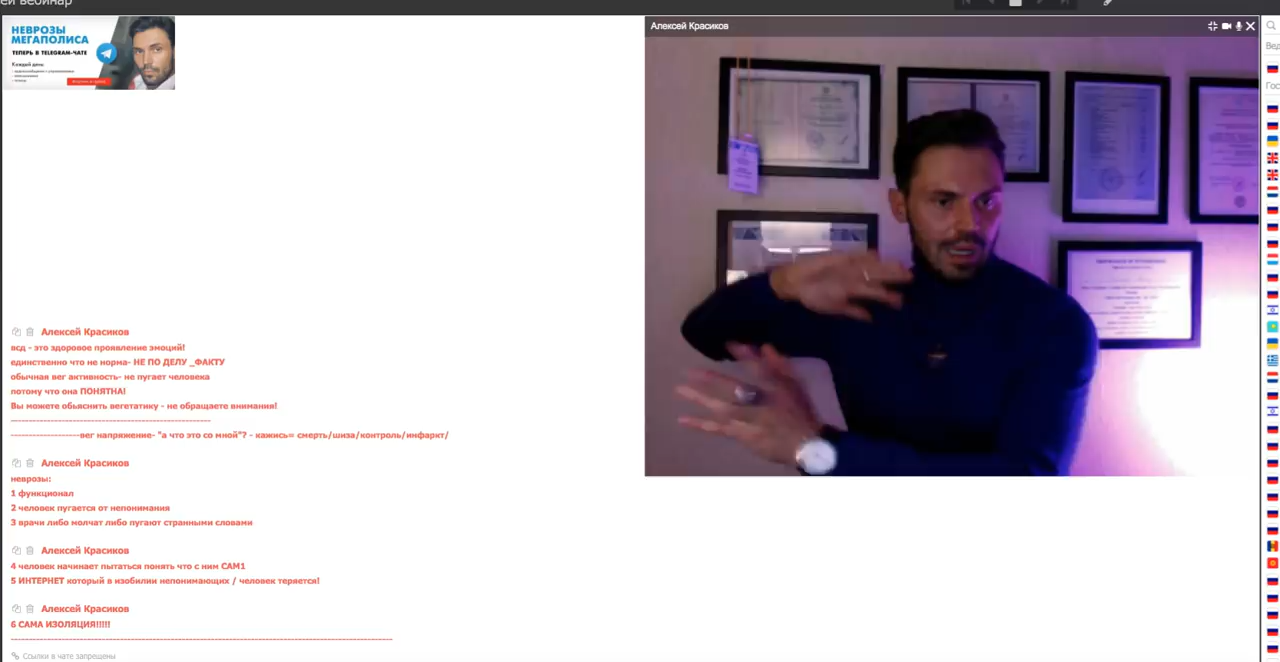 ей вебинар
НЕВРОЗЫ
МЕГАПОЛИСА
ТЕПЕРЬ В TELEGRAM-ЧАТЕ
Каждый день:
Алексей Красиков
Вед
Гос
Алексей Красиков
всд - это здоровое проявление эмоций!
единственно что не норма- НЕ ПО ДЕЛУ _ФАКТУ
обычная вег активность- не пугает человека
потому что она ПОНЯТНА!
Вы можете обьяснить вегетатику - не обращаете внимания!
-------------------------------------------------------
-------------------вег напряжение- "а что это со мной"? - кажись= смерть/шиза/контроль/инфаркт/
Алексей Красиков
неврозы:
1 функционал
2 человек пугается от непонимания
3 врачи либо молчат либо пугают странными словами
Алексей Красиков
4 человек начинает пытаться понять что с ним САМ1
5 ИНТЕРНЕТ который в изобилии непонимающих / человек теряется!
Алексей Красиков
6 САМА ИЗОЛЯЦИЯ!!!!!
------------------------------------------------------------------------------------------------------
Ссылки в чате запрещены